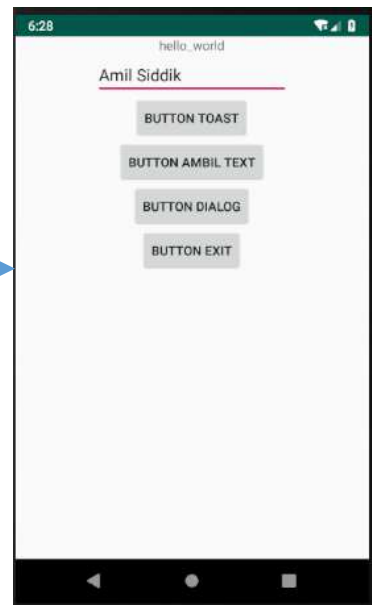 6:28
hello_world
Amil Siddik
BUTTON TOAST
BUTTON AMBIL TEXT
BUTTON DIALOG
BUTTON EXIT